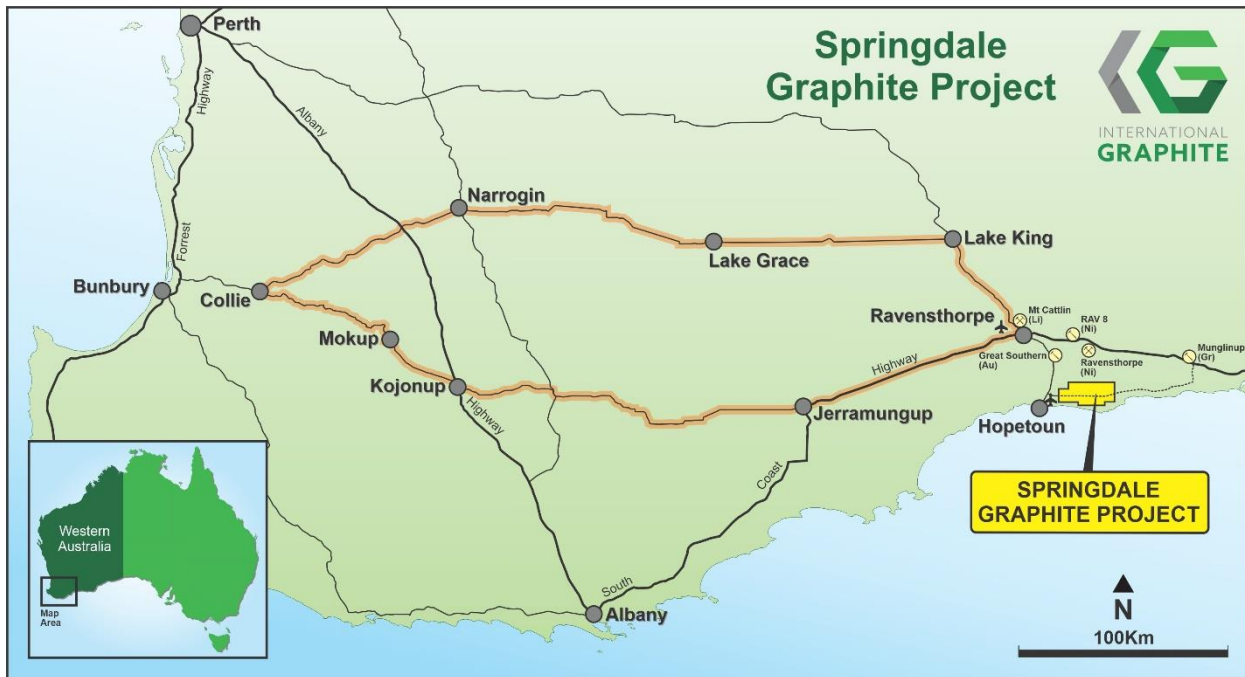 Perth
Springdale
Graphite Project
INTERNATIONAL
GRAPHITE
Highway
Albany
Narrogin
Lake King
Lake Grace
Forrest
Bunbury
Collie
Mokup
Ravensthorpe
Mt Cattlin
(Li)
RAV 8
(Ni)
Great Southern
(Au)
Ravensthorpe
(Ni)
Munglinup
(Gr)
Kojonup
Highway
Highway
Jerramungup
Hopetoun
SPRINGDALE
GRAPHITE PROJECT
Coast
South
Albany
Western
Australia
Map
Area
N
100Km